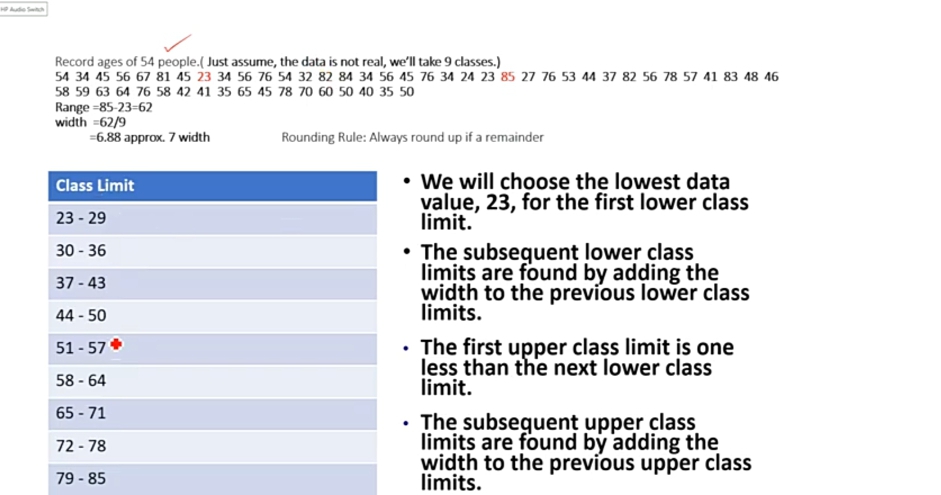 HP Audio Switch
Record ages of 54 people.( Just assume, the data is not real, we'll take 9 classes.)
54 34 45 56 67 81 45 23 34 56 76 54 32 82 84 34 56 45 76 34 24 23 85 27 76 53 44 37 82 56 78 57 41 83 48 46
58 59 63 64 76 58 42 41 35 65 45 78 70 60 50 40 35 50
Range =85-23=62
width =62/9
=6.88 approx. 7 width
Rounding Rule: Always round up if a remainder
Class Limit
23 - 29
30 - 36
37 - 43
44 - 50
51 - 57
58 - 64
65 - 71
72 - 78
79 - 85
• We will choose the lowest data
value, 23, for the first lower class
limit.
• The subsequent lower class
limits are found by adding the
width to the previous lower class
limits.
• The first upper class limit is one
less than the next lower class
limit.
• The subsequent upper class
limits are found by adding the
width to the previous upper class
limits.